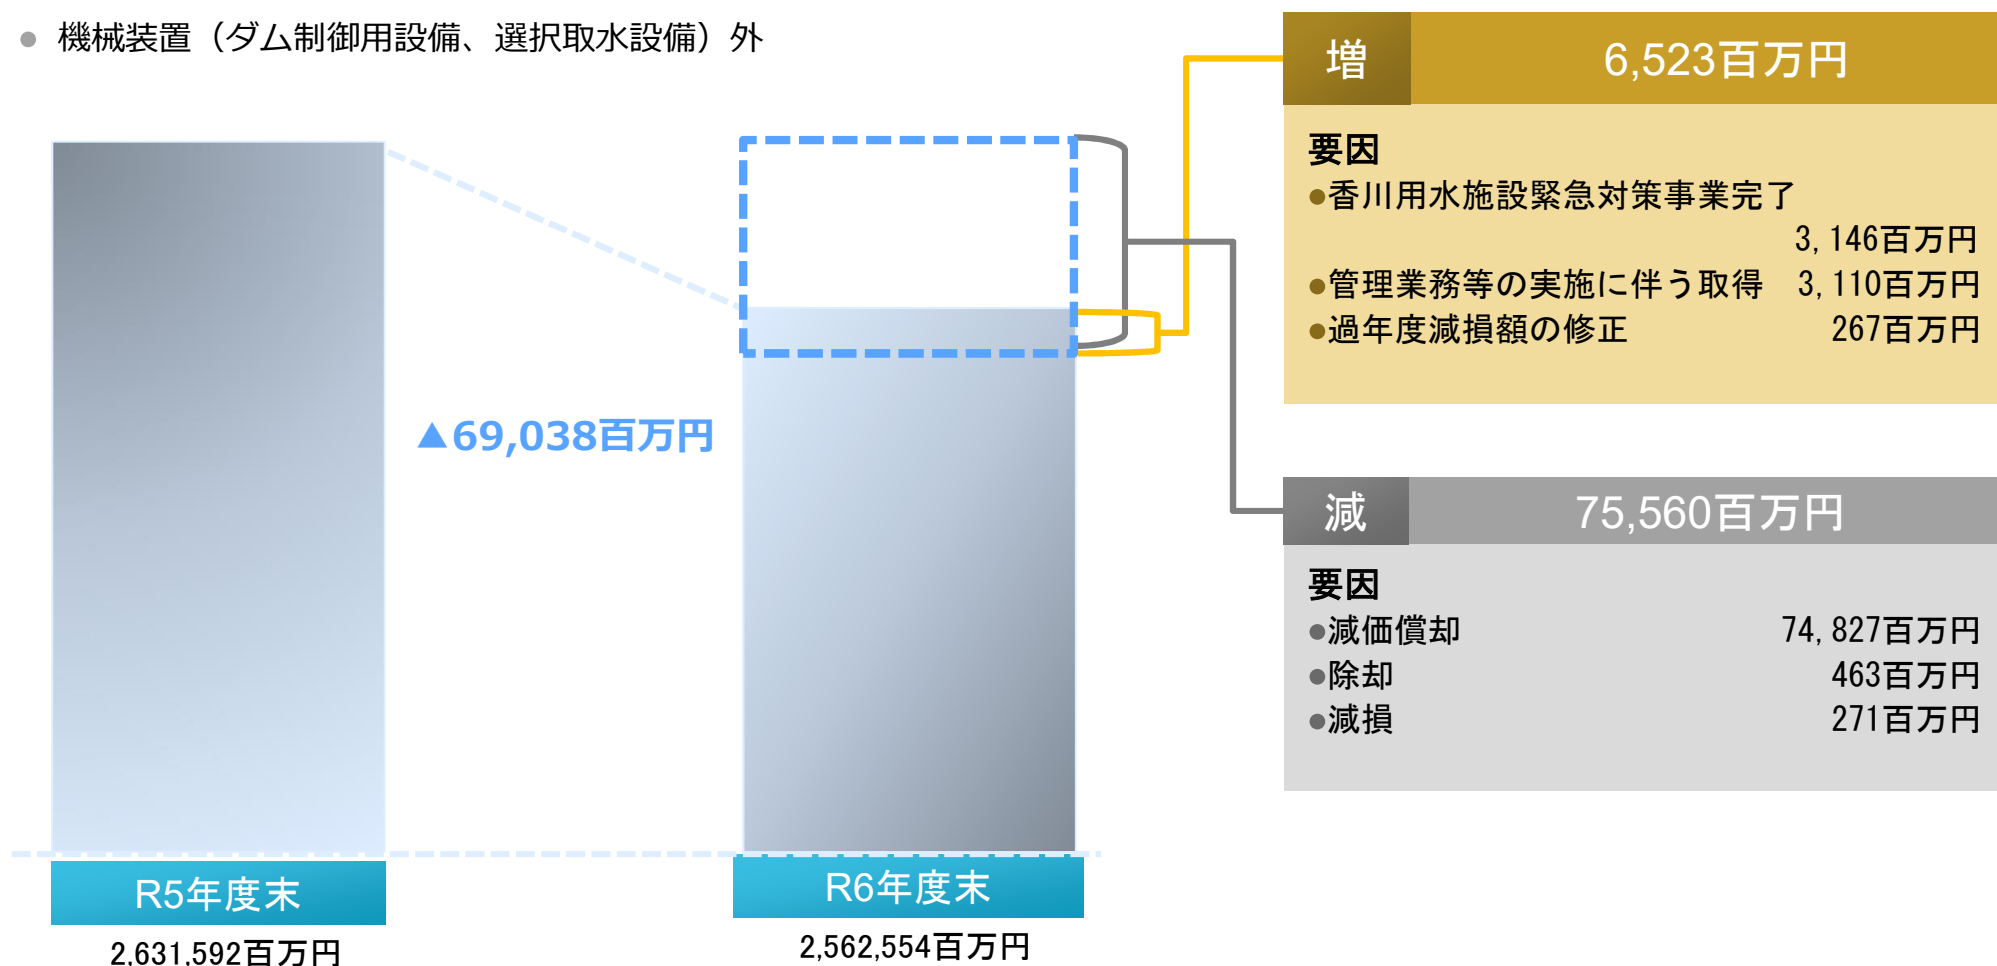 ● 機械装置（ダム制御用設備、選択取水設備）外
▲69,038百万円
R5年度末
2,631,592百万円
R6年度末
2,562,554百万円
増 6,523百万円
要因
●香川用水施設緊急対策事業完了
3,146百万円
●管理業務等の実施に伴う取得 3,110百万円
●過年度減損額の修正 267百万円
減 75,560百万円
要因
●減価償却 74,827百万円
●除却 463百万円
●減損 271百万円